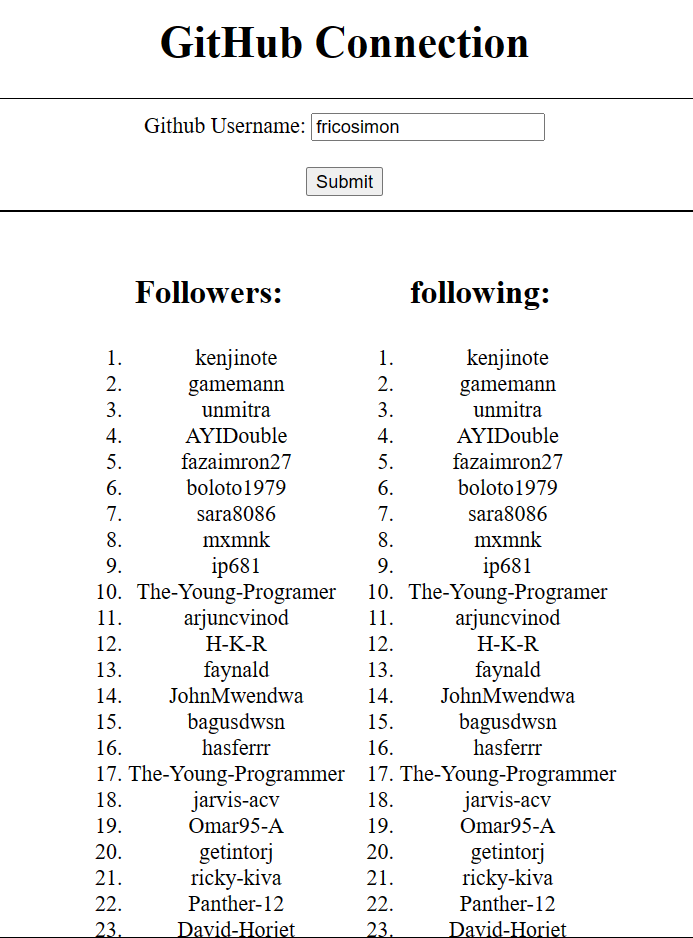 GitHub Connection
Github Username: fricosimon
Submit
Followers:
1. kenjinote
2. gamemann
3. unmitra
4. AYIDouble
5. fazaimron27
6. boloto1979
7. sara8086
8. mxmnk
9. ip681
10. The-Young-Programer
11. arjuncvinod
12. H-K-R
13. faynald
14. JohnMwendwa
15. bagusdwsn
16. hasferrr
17. The-Young-Programmer
18. jarvis-acv
19. Omar95-A
20. getintorj
21. ricky-kiva
22. Panther-12
23. David-Horjet
following:
1. kenjinote
2. gamemann
3. unmitra
4. AYIDouble
5. fazaimron27
6. boloto1979
7. sara8086
8. mxmnk
9. ip681
10. The-Young-Programer
11. arjuncvinod
12. H-K-R
13. faynald
14. JohnMwendwa
15. bagusdwsn
16. hasferrr
17. The-Young-Programmer
18. jarvis-acv
19. Omar95-A
20. getintorj
21. ricky-kiva
22. Panther-12
23. David-Horjet